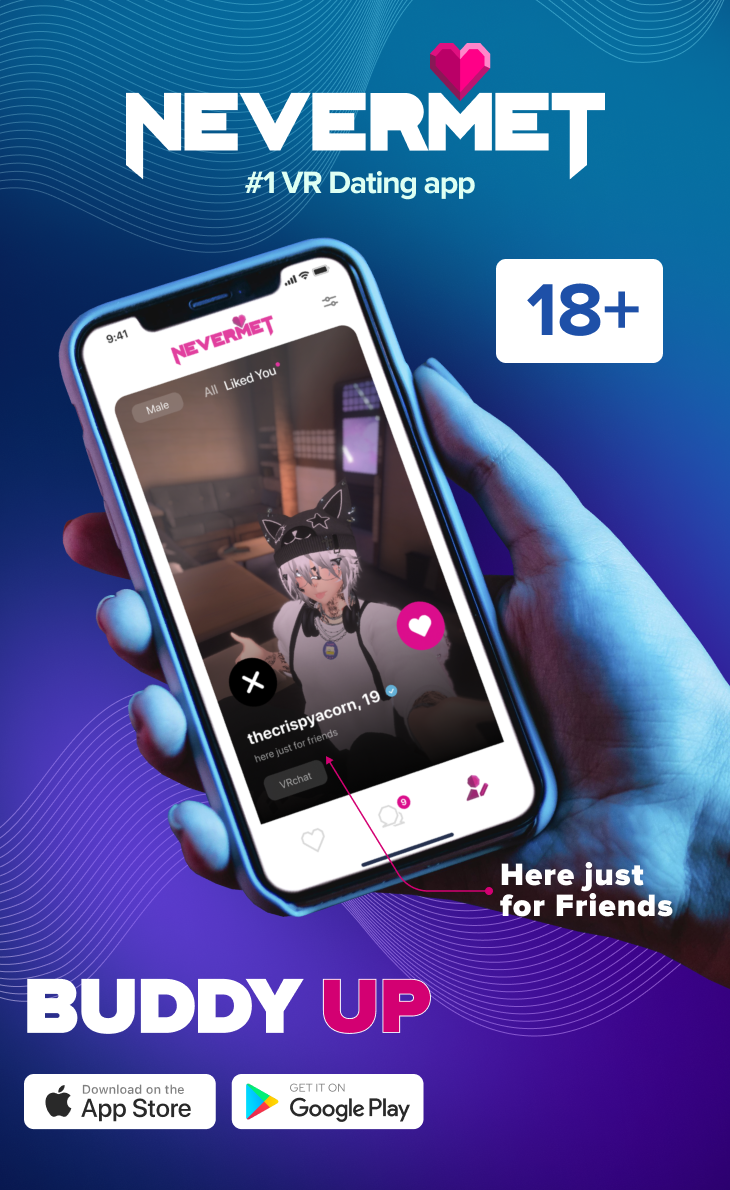 NEVERMET
#1 VR Dating app
18+
9:41
NEVERMET
Male
All Liked You
thecrispyacorn, 19
here just for friends
VRchat
9
Here just
for Friends
BUDDY UP
Download on the
App Store
GET IT ON
Google Play